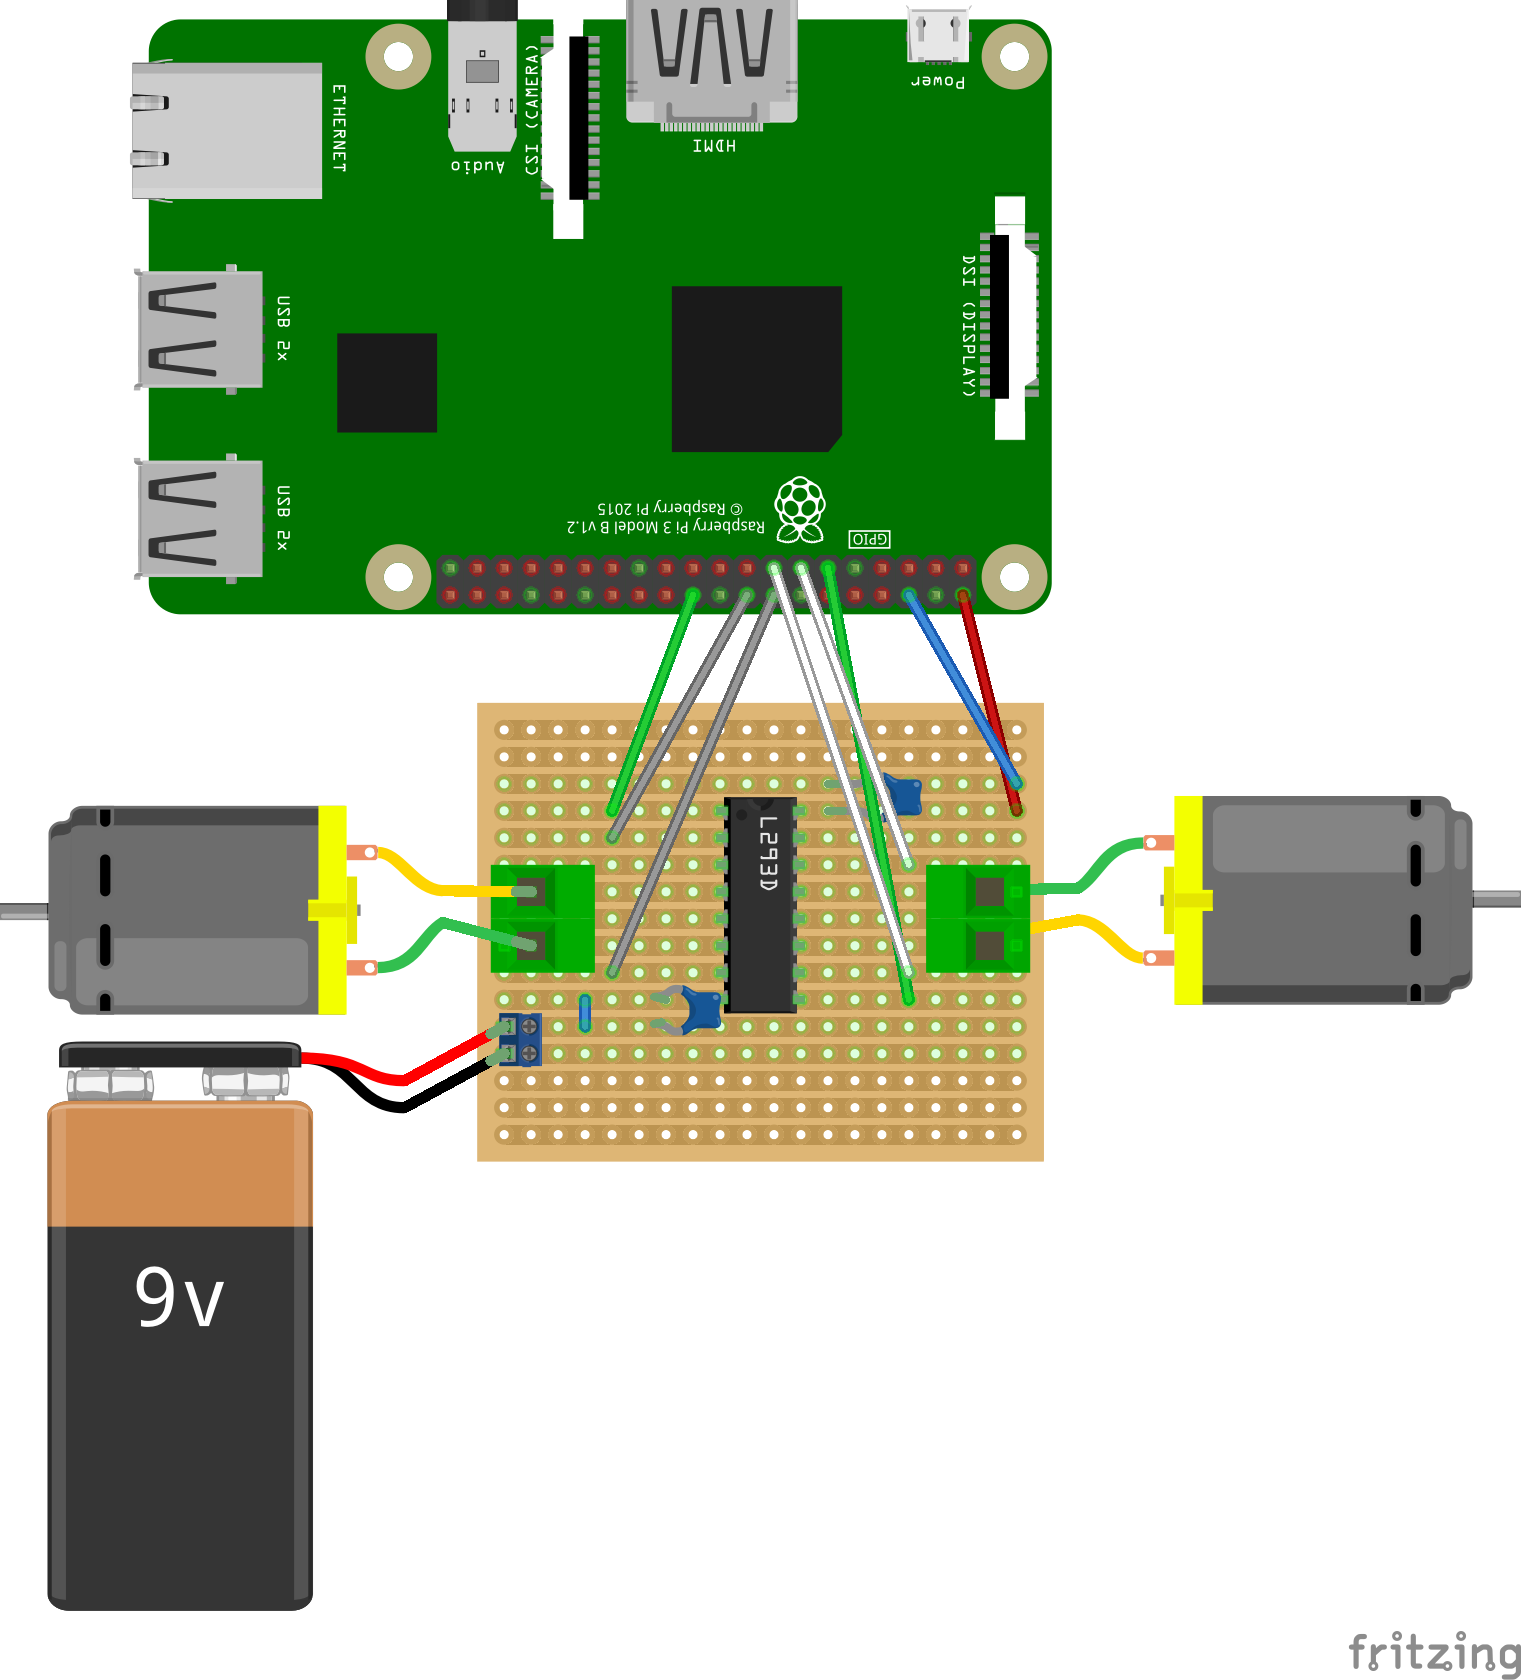 ETHERNET
Audio
CSI (CAMERA)
HDMI
Power
USB 2x
DSI (DISPLAY)
USB 2x
Raspberry Pi 3 Model B v1.2
© Raspberry Pi 2015
GPIO
L293D
9v
fritzing